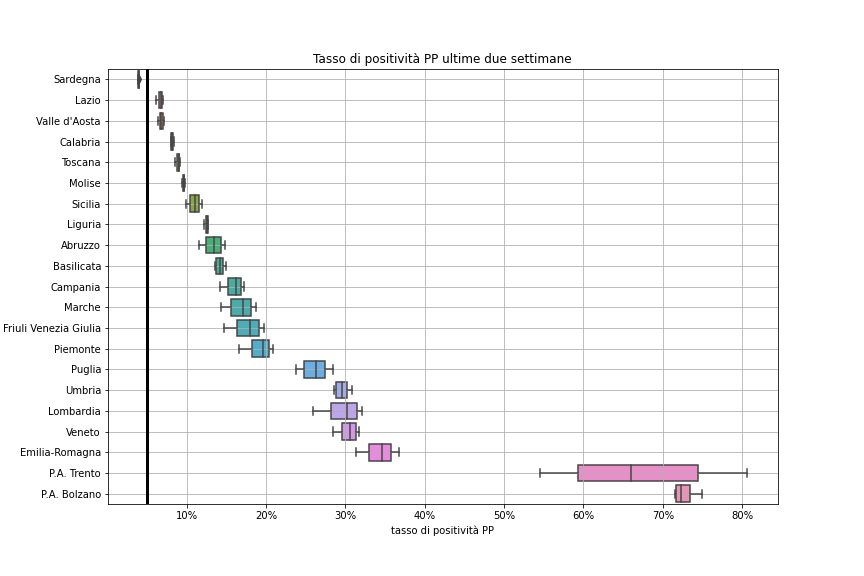 Tasso di positività PP ultime due settimane
Sardegna
Lazio
Valle d'Aosta
Calabria
Toscana
Molise
Sicilia
Liguria
Abruzzo
Basilicata
Campania
Marche
Friuli Venezia Giulia
Piemonte
Puglia
Umbria
Lombardia
Veneto
Emilia-Romagna
P.A. Trento
P.A. Bolzano
10% 20% 30% 40% 50% 60% 70% 80%
tasso di positività PP